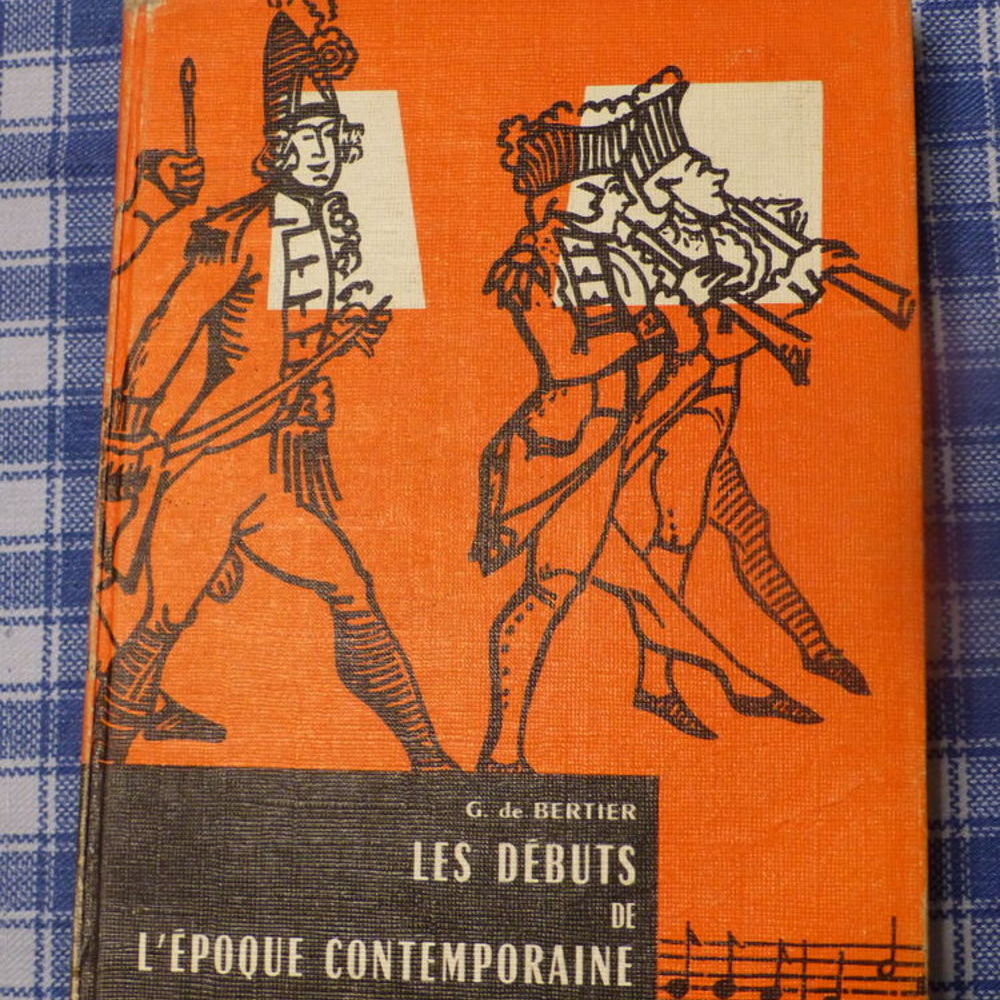 G. de BERTIER
LES DÉBUTS
DE
L'ÉPOQUE CONTEMPORAINE